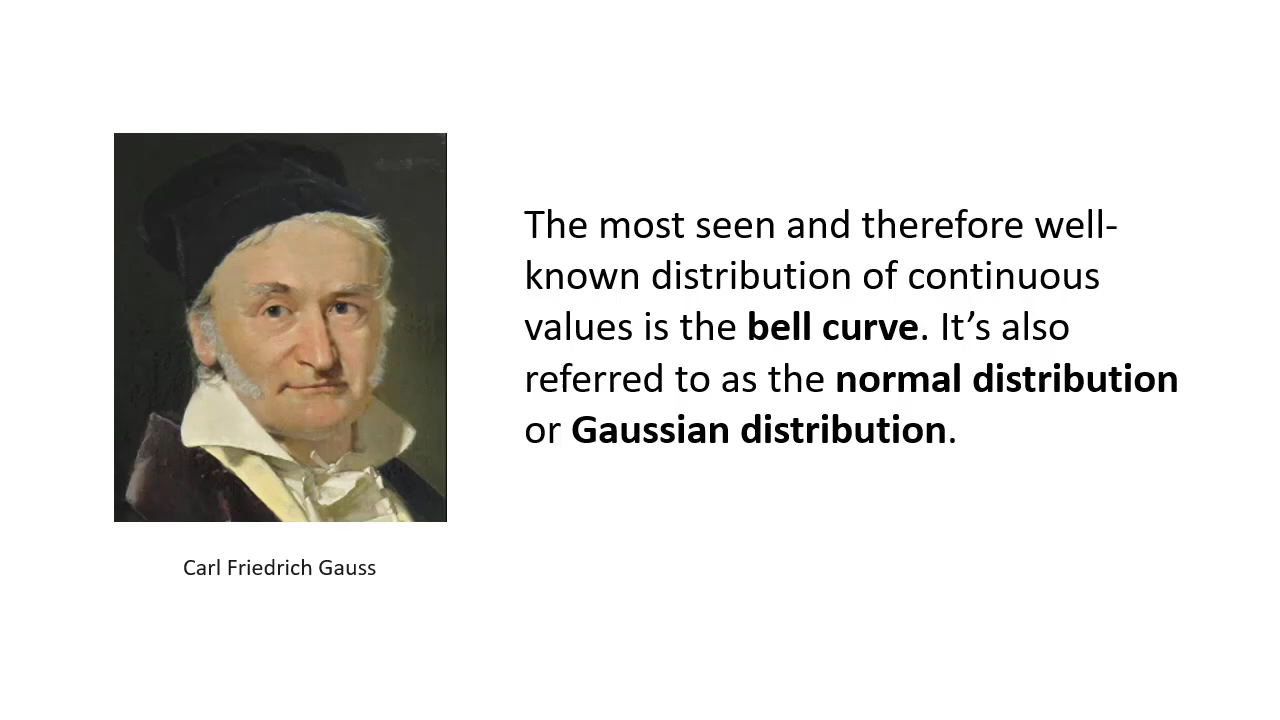 The most seen and therefore well-
known distribution of continuous
values is the bell curve. It’s also
referred to as the normal distribution
or Gaussian distribution.
Carl Friedrich Gauss